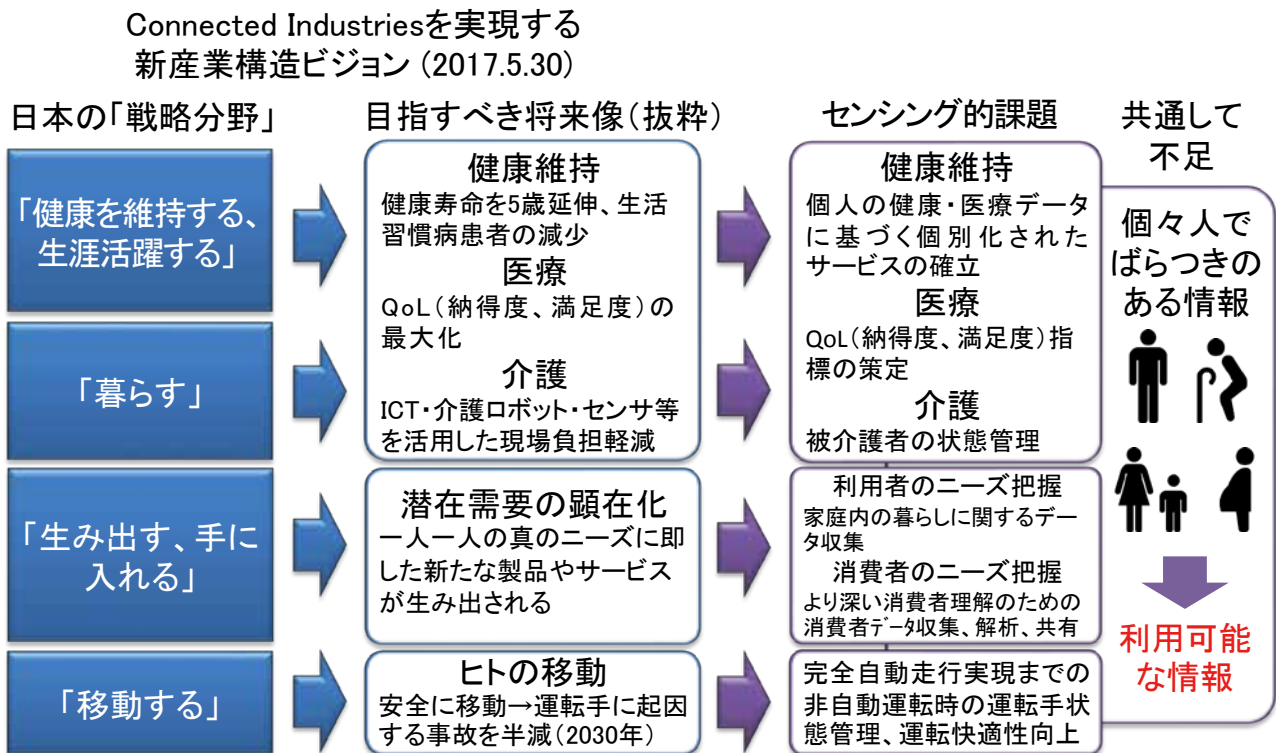 Connected Industriesを実現する
新産業構造ビジョン (2017.5.30)
日本の「戦略分野」
「健康を維持する、
生涯活躍する」
「暮らす」
「生み出す、手に
入れる」
「移動する」
目指すべき将来像(抜粋)
健康維持
健康寿命を5歳延伸、生活
習慣病患者の減少
医療
QoL(納得度、満足度)の
最大化
介護
ICT・介護ロボット・センサ等
を活用した現場負担軽減
潜在需要の顕在化
一人一人の真のニーズに即
した新たな製品やサービス
が生み出される
ヒトの移動
安全に移動→運転手に起因
する事故を半減(2030年)
センシング的課題
健康維持
個人の健康・医療データ
に基づく個別化された
サービスの確立
医療
QoL(納得度、満足度)指
標の策定
介護
被介護者の状態管理
利用者のニーズ把握
家庭内の暮らしに関するデー
タ収集
消費者のニーズ把握
より深い消費者理解のための
消費者データ収集、解析、共有
完全自動走行実現までの
非自動運転時の運転手状
態管理、運転快適性向上
共通して
不足
個々人で
ばらつきの
ある情報
利用可能
な情報